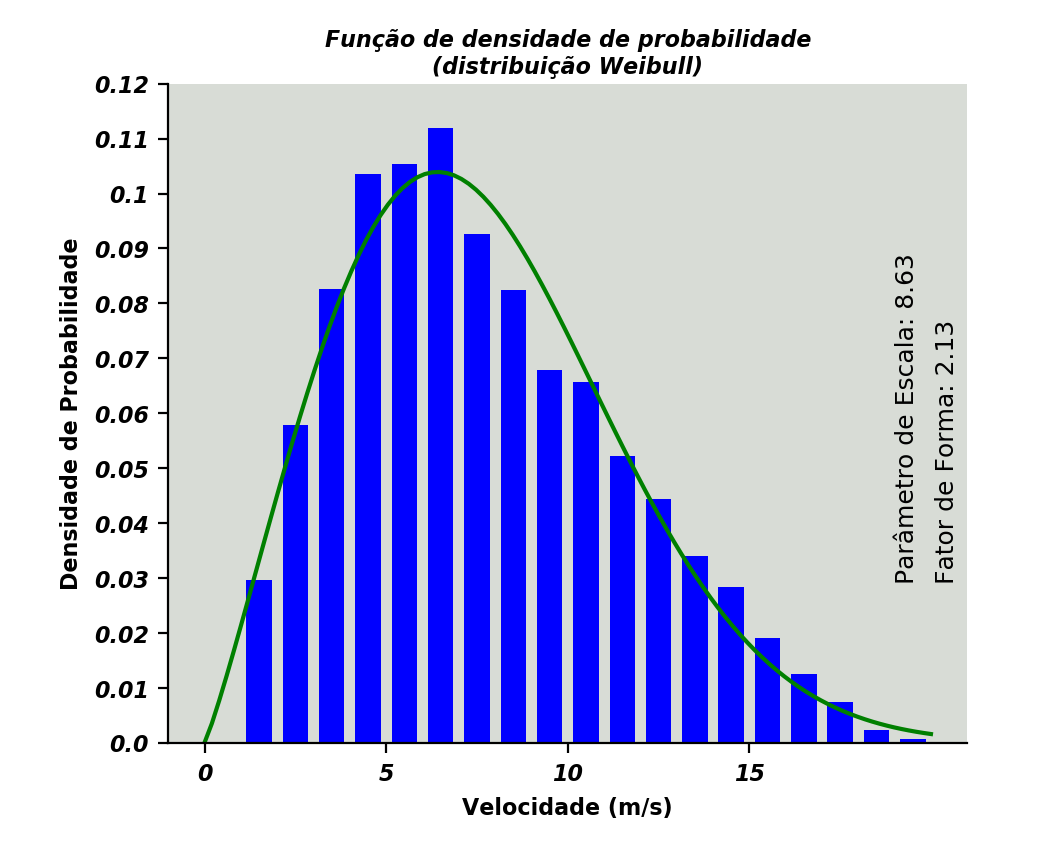 Função de densidade de probabilidade
(distribuição Weibull)
0.12
0.11
0.1
0.09
0.08
0.07
0.06
0.05
0.04
0.03
0.02
0.01
0.0
Densidade de Probabilidade
0 5 10 15
Velocidade (m/s)
Parâmetro de Escala: 8.63
Fator de Forma: 2.13